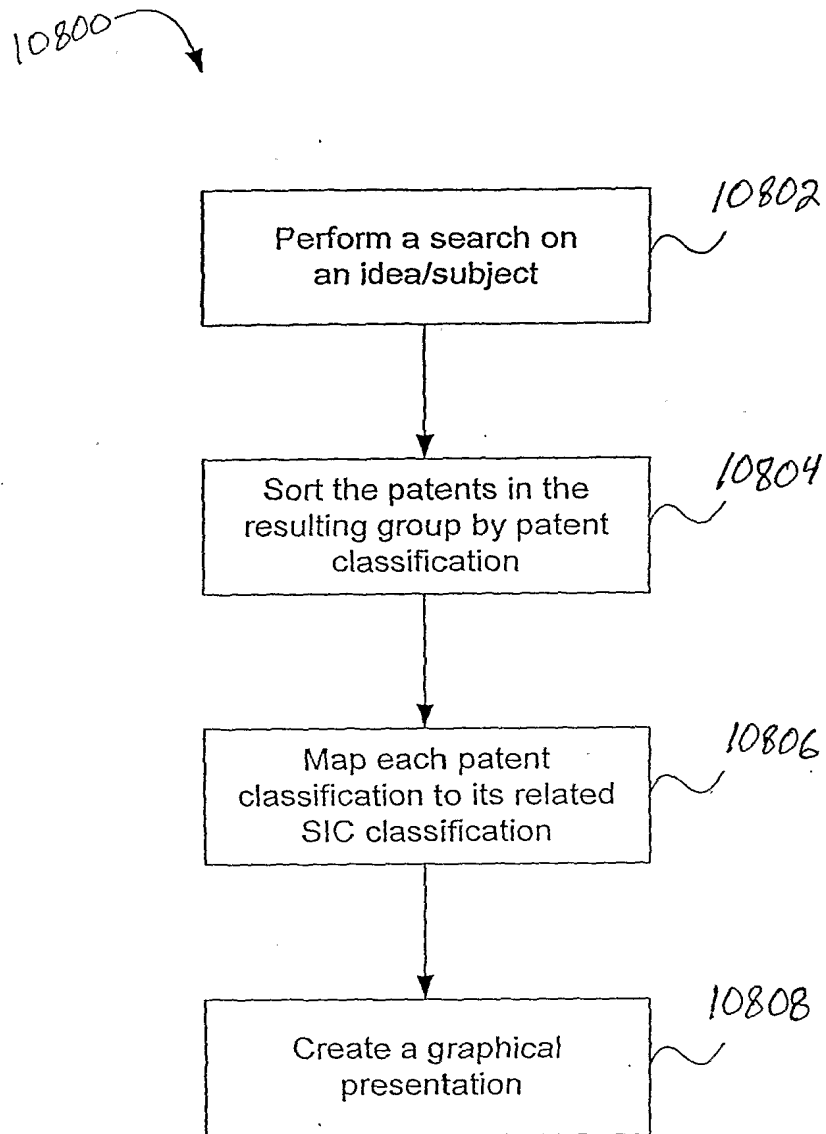 10800
10802
Perform a search on
an idea/subject
10804
Sort the patents in the
resulting group by patent
classification
10806
Map each patent
classification to its related
SIC classification
10808
Create a graphical
presentation